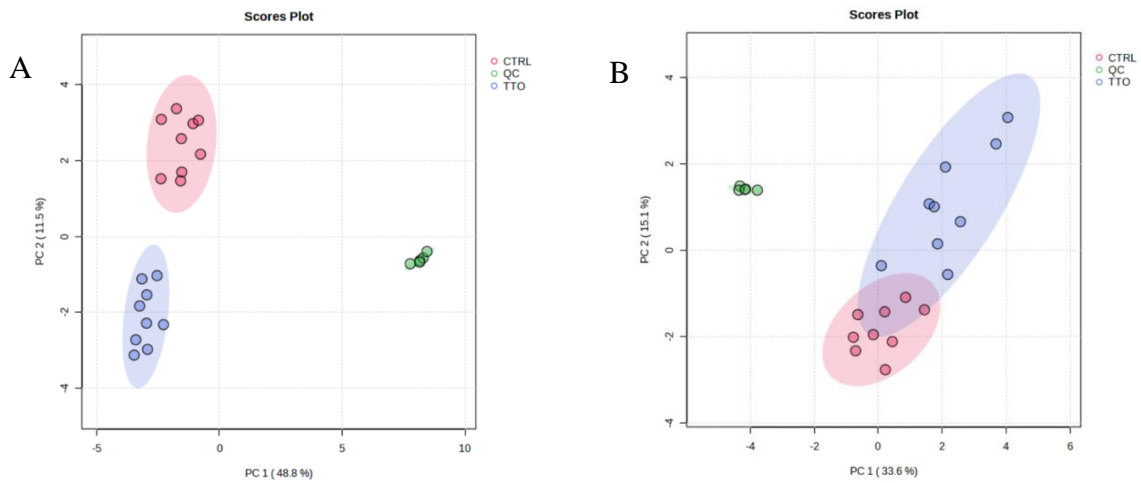 A
Scores Plot
CTRL
QC
TTO
PC 2 ( 11.5 %)
4
2
0
-2
-4
-5
0
5
10
PC 1 ( 48.8 %)
B
Scores Plot
CTRL
QC
TTO
PC 2 ( 15.1 %)
4
2
0
-2
-4
-4
-2
0
2
4
6
PC 1 ( 33.6 %)